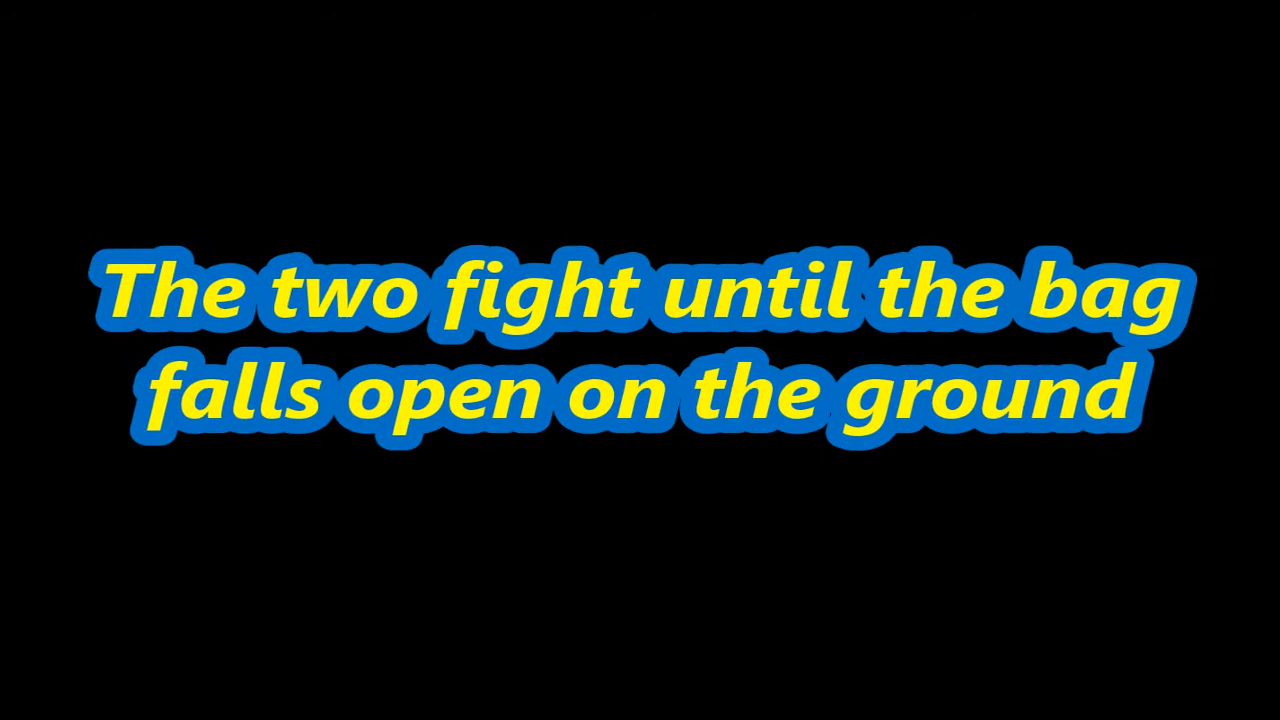 The two fight until the bag
falls open on the ground